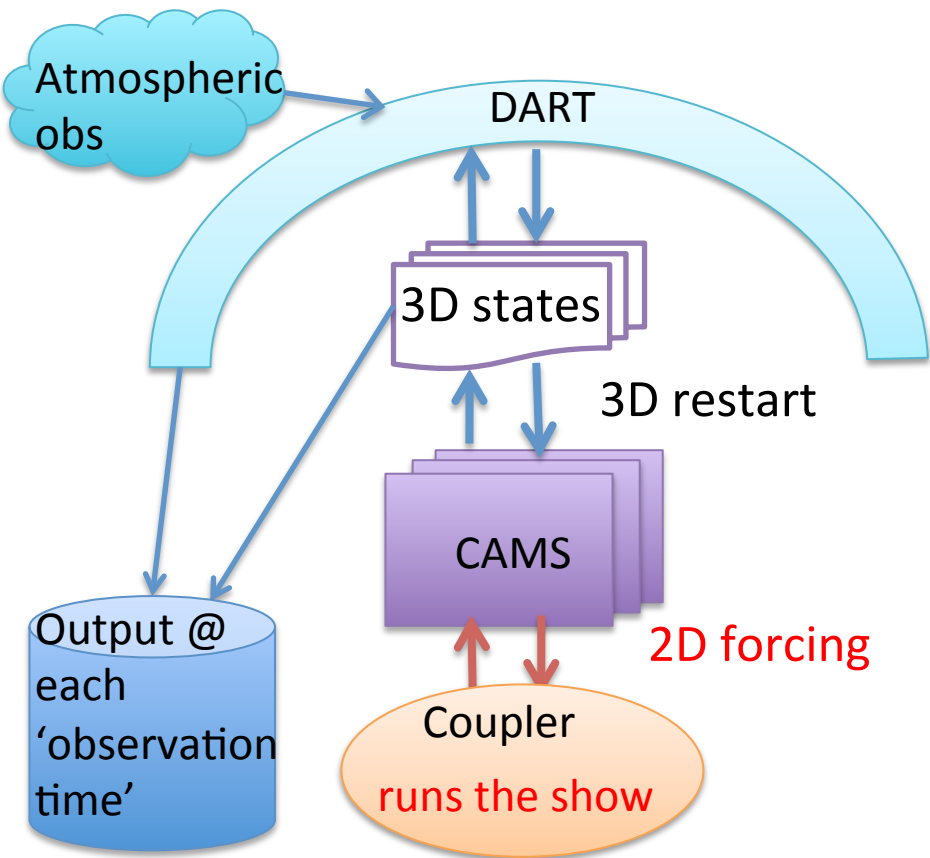 Atmospheric
obs
DART
3D states
3D restart
CAMS
2D forcing
Output @
each
‘observation
time’
Coupler
runs the show